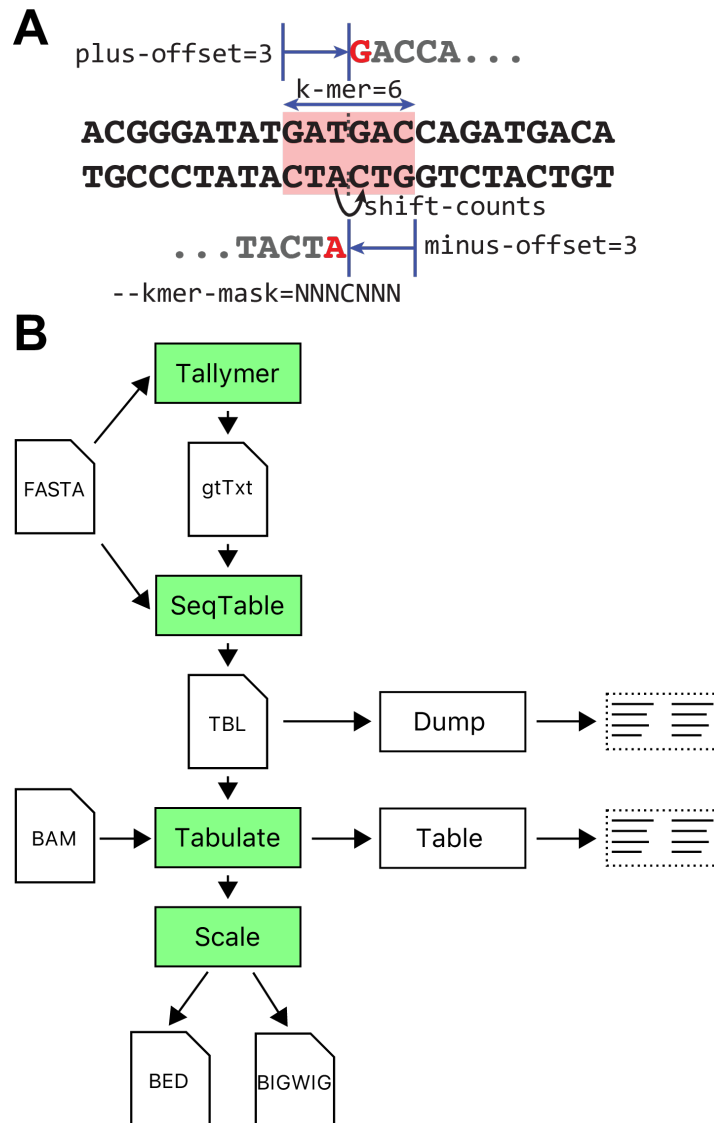 A
plus-offset=3 GACCA...
k-mer=6
ACGGGATATGATGACCAGATGACA
TGCCCTATACTACTGGTCTACTGT
shift-counts
...TACTA minus-offset=3
--kmer-mask=NNNCNNN
B
Tallymer
FASTA gtTxt
SeqTable
TBL Dump
BAM Tabulate Table
Scale
BED BIGWIG